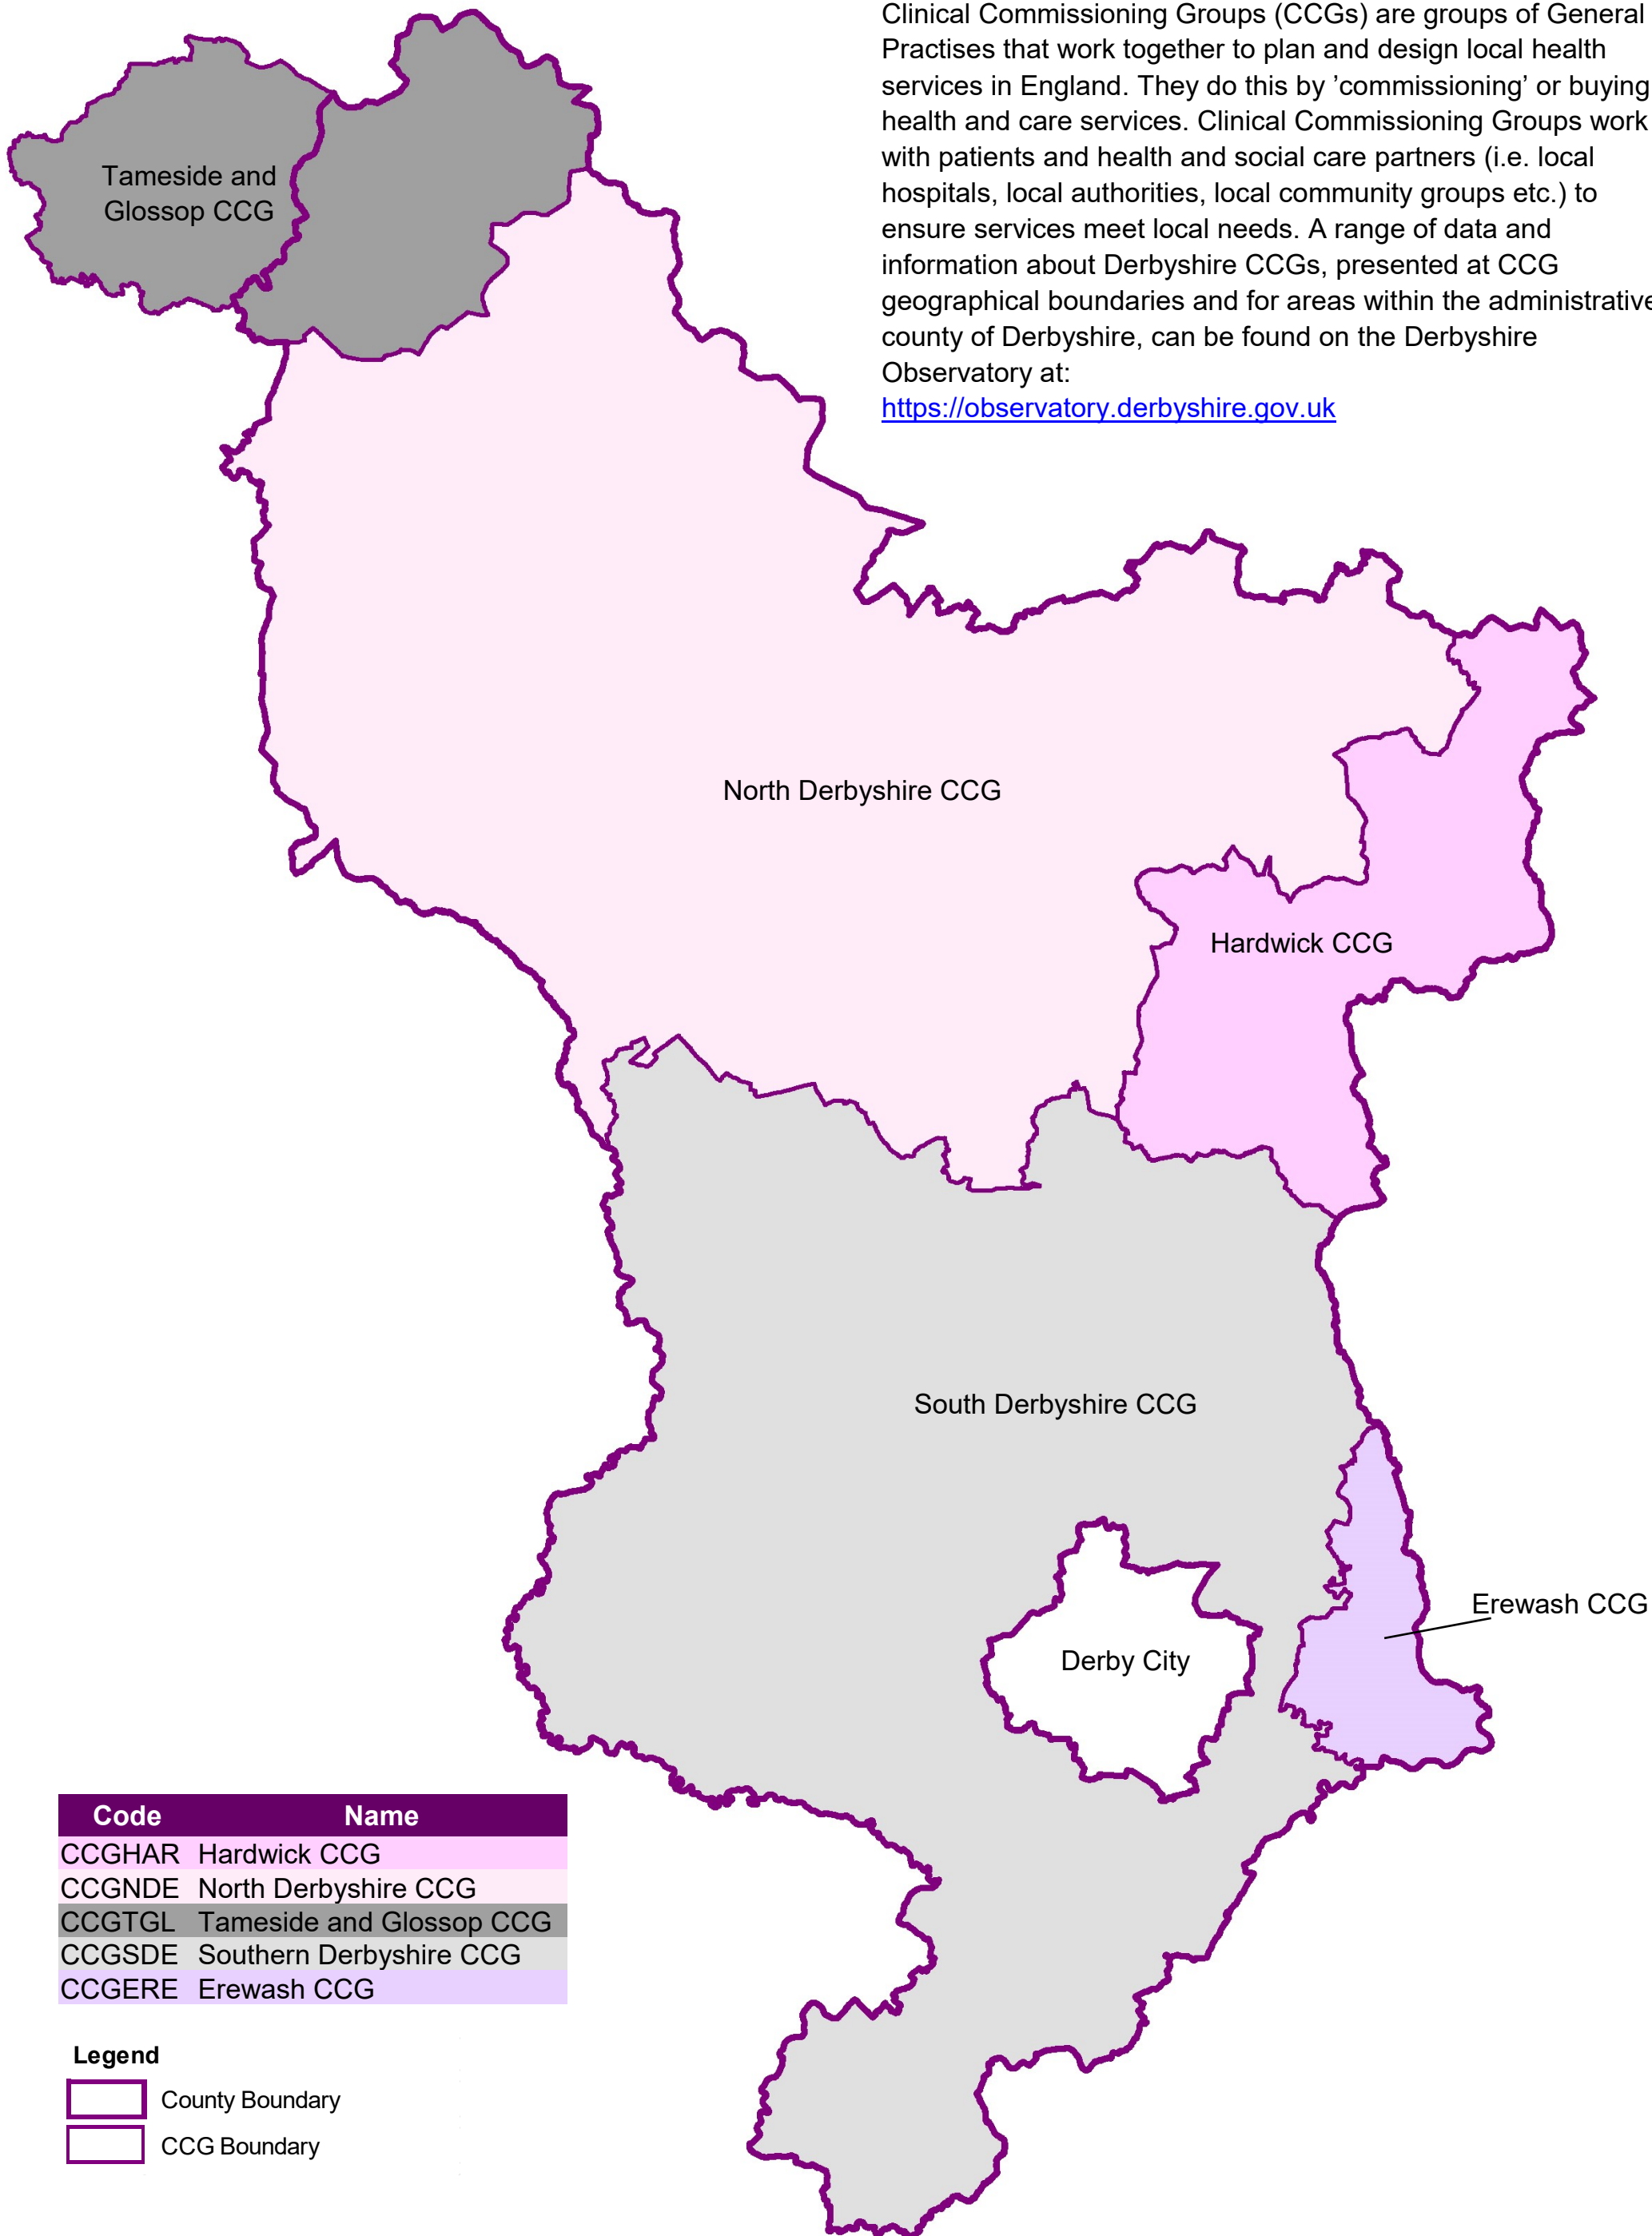 Clinical Commissioning Groups (CCGs) are groups of General
Practises that work together to plan and design local health
services in England. They do this by ’commissioning’ or buying
health and care services. Clinical Commissioning Groups work
with patients and health and social care partners (i.e. local
hospitals, local authorities, local community groups etc.) to
ensure services meet local needs. A range of data and
information about Derbyshire CCGs, presented at CCG
geographical boundaries and for areas within the administrative
county of Derbyshire, can be found on the Derbyshire
Observatory at:
https://observatory.derbyshire.gov.uk
Tameside and
Glossop CCG
North Derbyshire CCG
Hardwick CCG
South Derbyshire CCG
Erewash CCG
Derby City
Code Name
CCGHAR Hardwick CCG
CCGNDE North Derbyshire CCG
CCGTGL Tameside and Glossop CCG
CCGSDE Southern Derbyshire CCG
CCGERE Erewash CCG
Legend
County Boundary
CCG Boundary